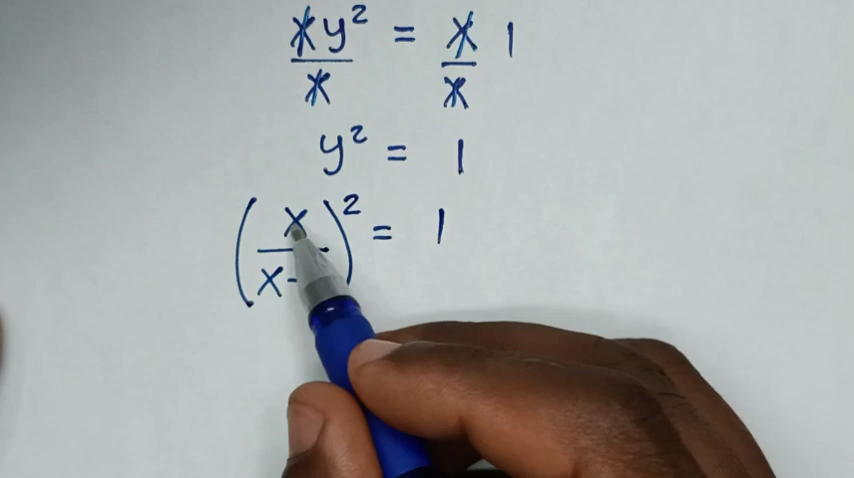 xy² / x = x / x 1
y² = 1
(x / x-)² = 1